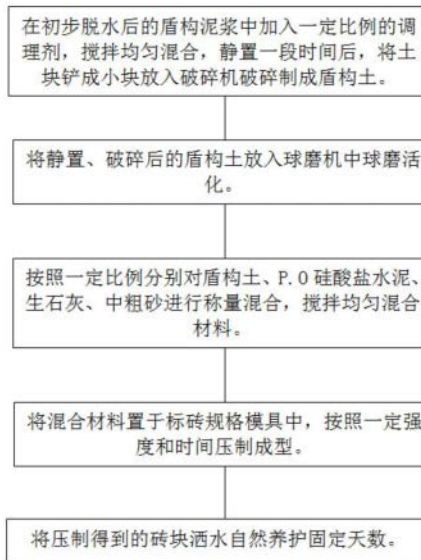 在初步脱水后的盾构泥浆中加入一定比例的调
理剂，搅拌均匀混合，静置一段时间后，将土
块铲成小块放入破碎机破碎制成盾构土。
将静置、破碎后的盾构土放入球磨机中球磨活
化。
按照一定比例分别对盾构土、P.O 硅酸盐水泥、
生石灰、中粗砂进行称量混合，搅拌均匀混合
材料。
将混合材料置于标砖规格模具中，按照一定强
度和时间压制成型。
将压制得到的砖块洒水自然养护固定天数。